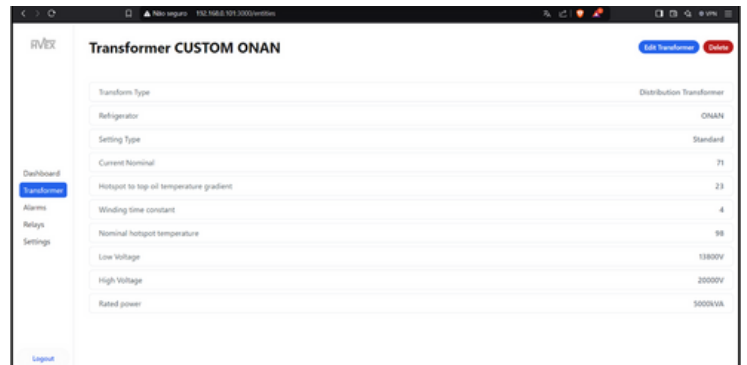 Não seguro 192.168.0.101:3000/entities
VPN
Transformer CUSTOM ONAN
Edit Transformer
Delete
Transform Type Distribution Transformer
Refrigerator ONAN
Setting Type Standard
Current Nominal 71
Hotspot to top oil temperature gradient 23
Winding time constant 4
Nominal hotspot temperature 98
Low Voltage 13800V
High Voltage 20000V
Rated power 5000kVA
Dashboard
Transformer
Alarms
Relays
Settings
Logout